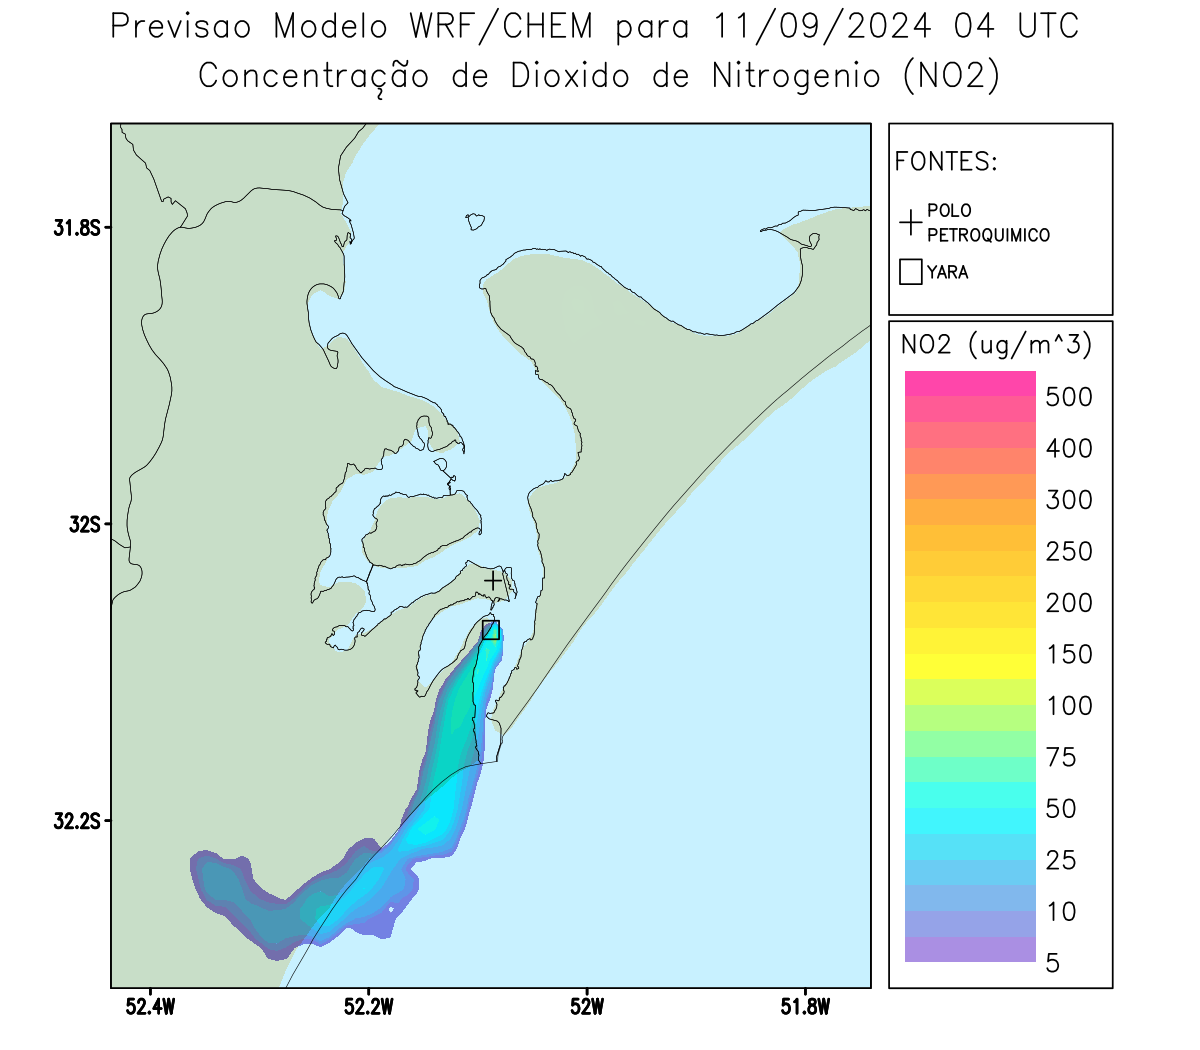 Previsao Modelo WRF/CHEM para 11/09/2024 04 UTC
Concentração de Dioxido de Nitrogenio (NO2)
FONTES:
POLO
PETROQUIMICO
YARA
31.8S
32S
32.2S
52.4W
52.2W
52W
51.8W
NO2 (ug/m^3)
500
400
300
250
200
150
100
75
50
25
10
5